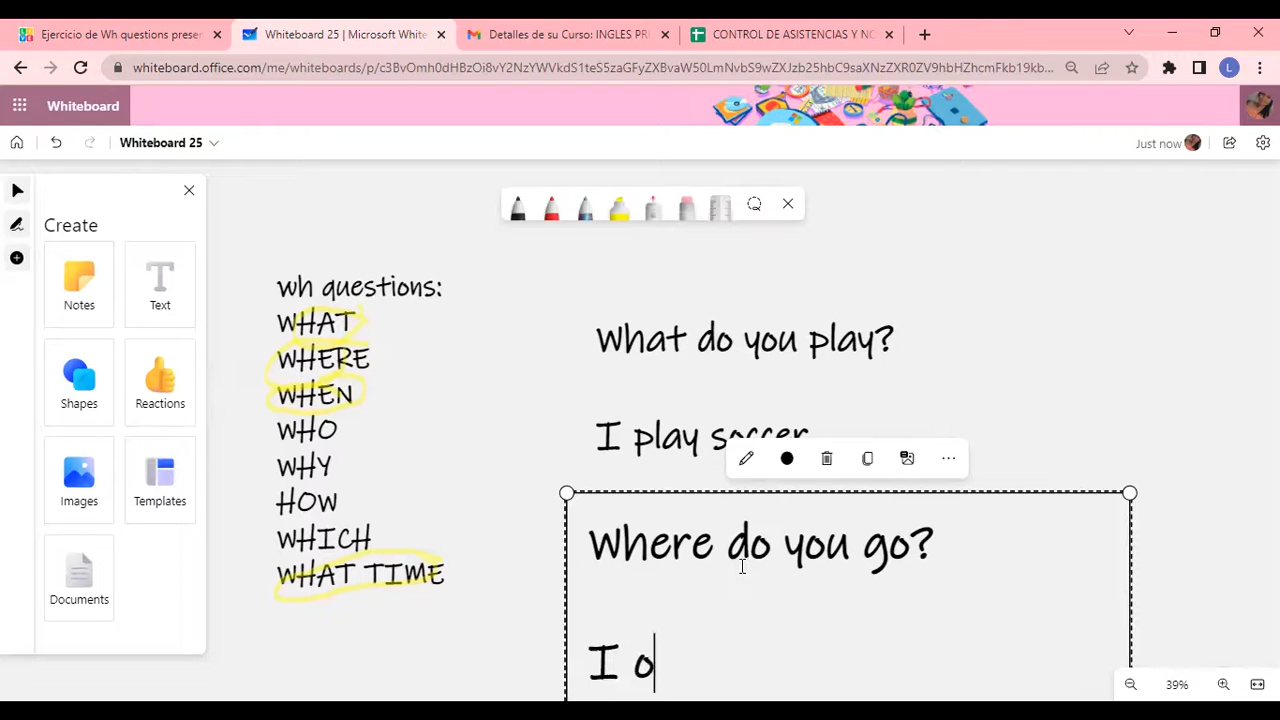 Ejercicio de Wh questions presen
Whiteboard 25 | Microsoft White
Detalles de su Curso: INGLES PRI
CONTROL DE ASISTENCIAS Y NO
whiteboard.office.com/me/whiteboards/p/
L
Whiteboard
Whiteboard 25
Just now
Create
Notes
Text
Shapes
Reactions
Images
Templates
Documents
wh questions:
WHAT
WHERE
WHEN
WHO
WHY
HOW
WHICH
WHAT TIME
What do you play?
I play soccer
Where do you go?
I o
39%